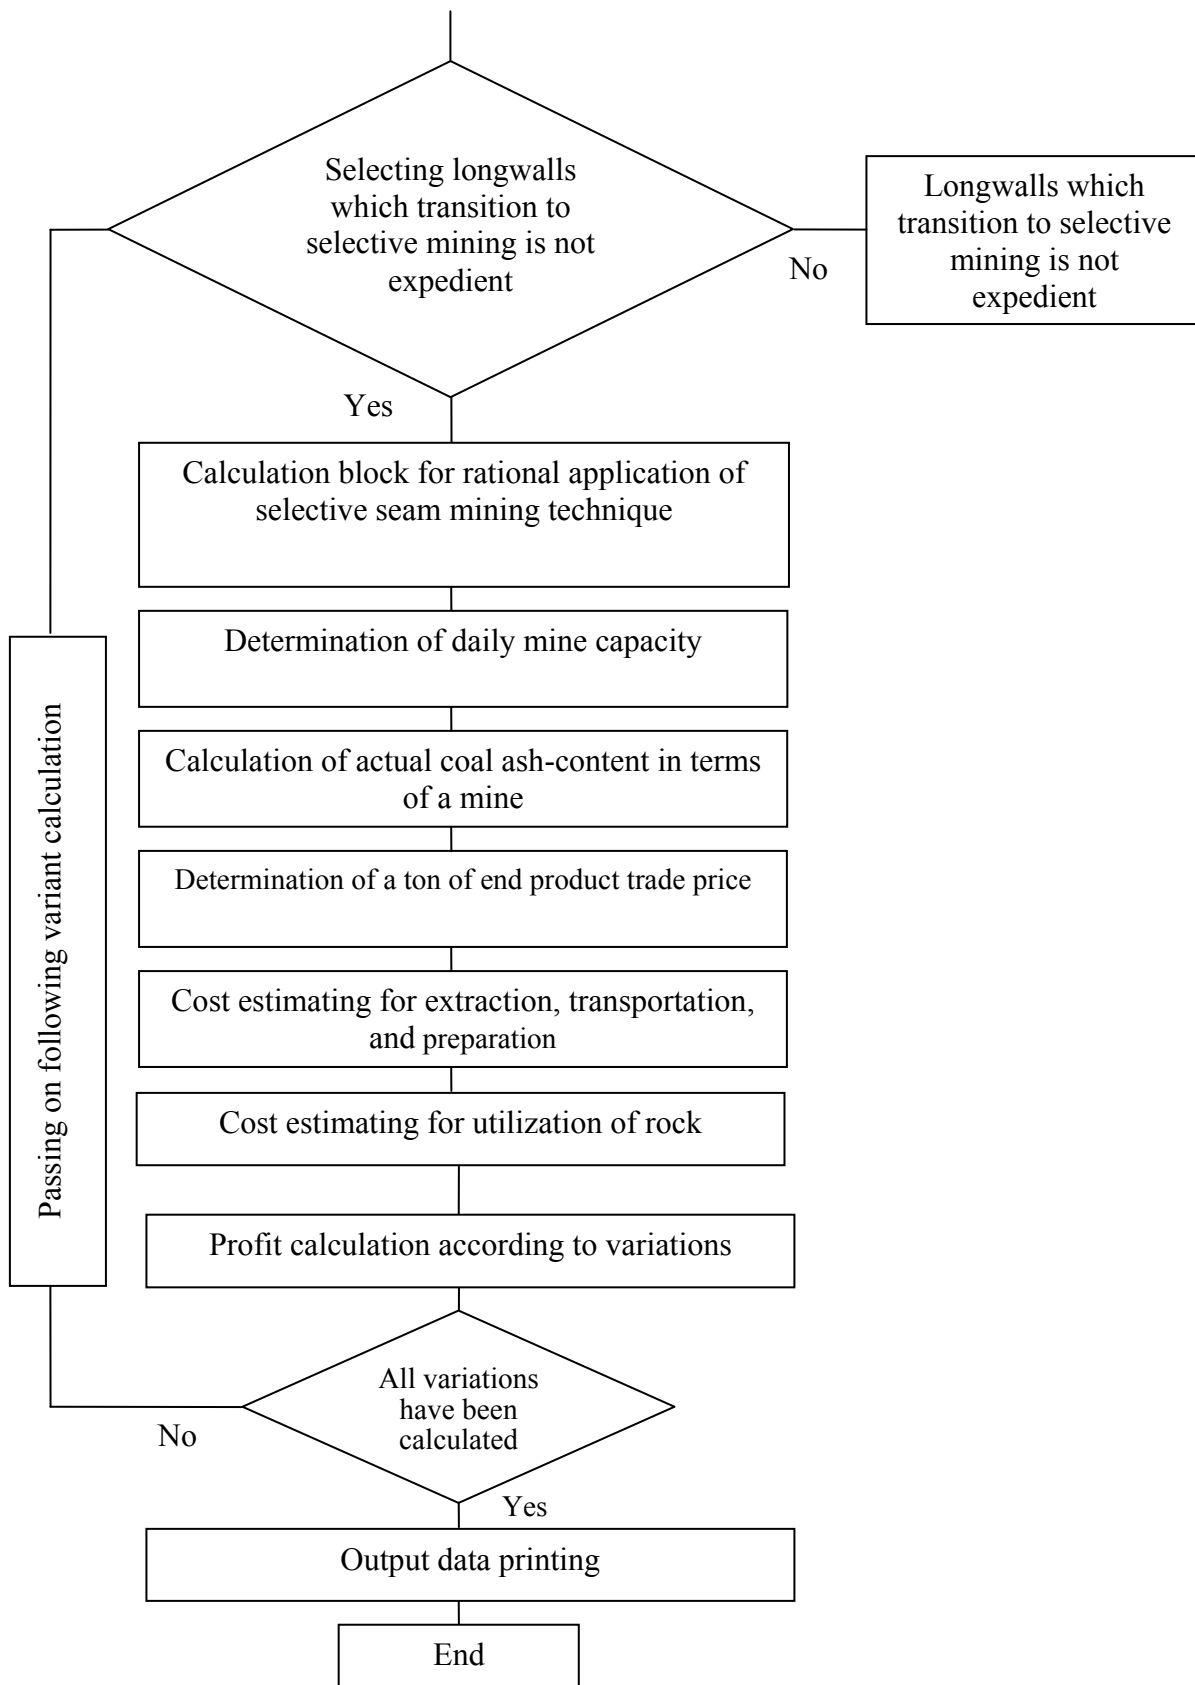 Selecting longwalls
which transition to
selective mining is not
expedient
Longwalls which
transition to selective
mining is not
expedient
No
Yes
Calculation block for rational application of
selective seam mining technique
Determination of daily mine capacity
Calculation of actual coal ash-content in terms
of a mine
Determination of a ton of end product trade price
Cost estimating for extraction, transportation,
and preparation
Cost estimating for utilization of rock
Passing on following variant calculation
Profit calculation according to variations
All variations
have been
calculated
No
Yes
Output data printing
End